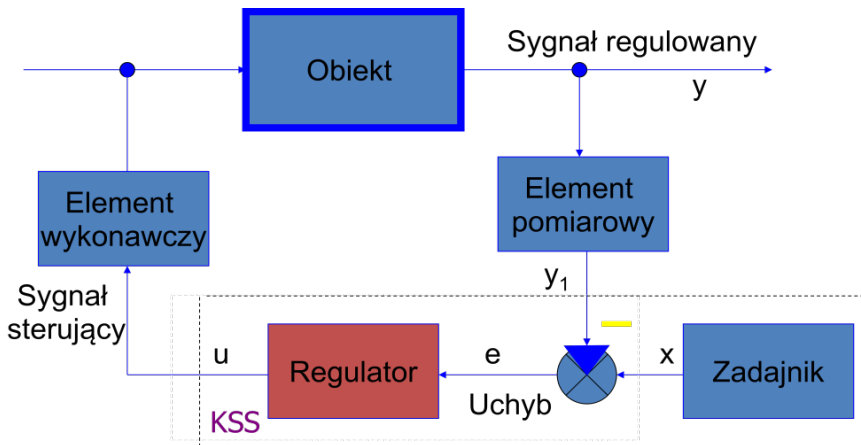 Sygnał regulowany
Obiekt
y
Element
wykonawczy
Element
pomiarowy
y₁
Sygnał
sterujący
u
Regulator
e
Uchyb
x
Zadajnik
KSS